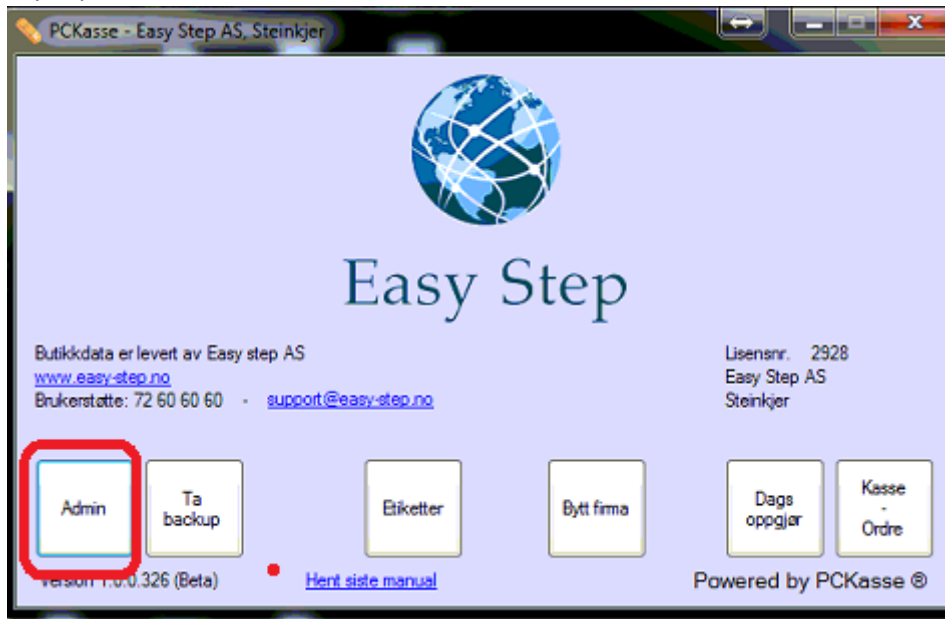 PCKasse - Easy Step AS, Steinkjer
Easy Step
Butikkdata er levert av Easy step AS
www.easy-step.no
Brukerstøtte: 72 60 60 60 - support@easy-step.no
Lisensnr. 2928
Easy Step AS
Steinkjer
Admin
Ta
backup
Etiketter
Bytt firma
Dags
oppgjør
Kasse
-
Ordre
Version 1.0.0.326 (Beta)
Hent siste manual
Powered by PCKasse ®